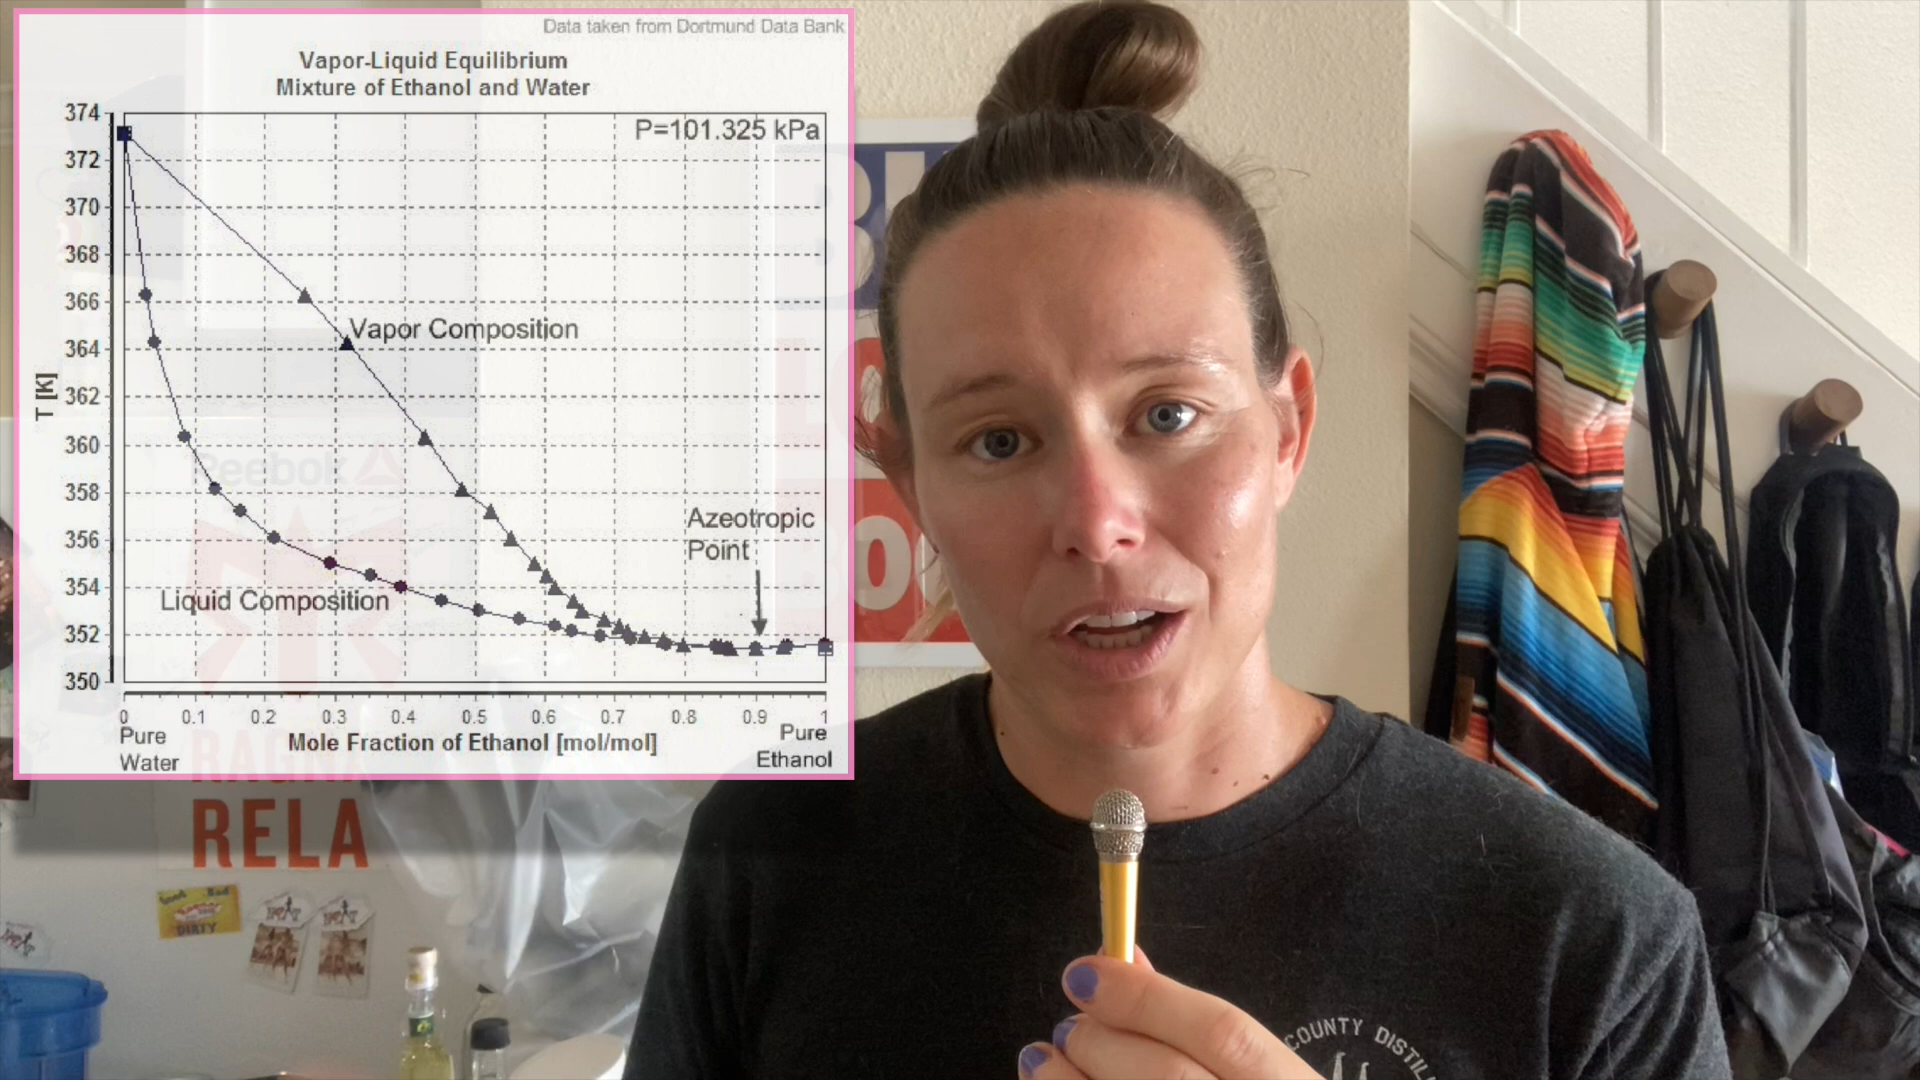 Data taken from Dortmund Data Bank
Vapor-Liquid Equilibrium
Mixture of Ethanol and Water
P=101.325 kPa
374
372
370
368
366
364
362
360
358
356
354
352
350
T [K]
Vapor Composition
Reebok
Azeotropic
Point
Liquid Composition
0 0.1 0.2 0.3 0.4 0.5 0.6 0.7 0.8 0.9 1
Pure
Water
Mole Fraction of Ethanol [mol/mol]
Pure
Ethanol
RELA
DIRTY
COUNTY DISTIL